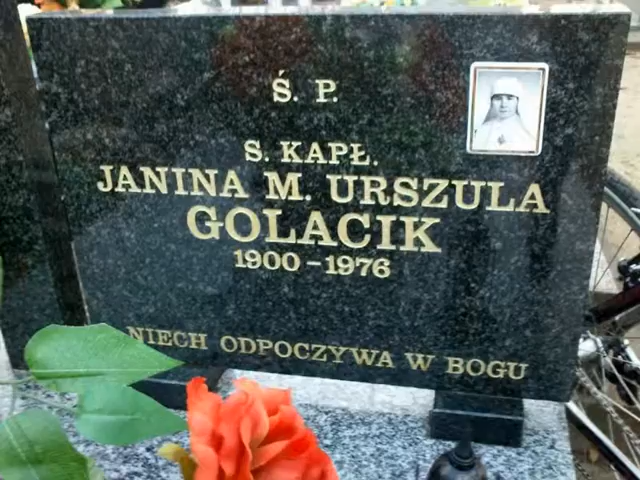 Ś. P.
S. KAPŁ.
JANINA M. URSZULA
GOLACIK
1900 – 1976
NIECH ODPOCZYWA W BOGU